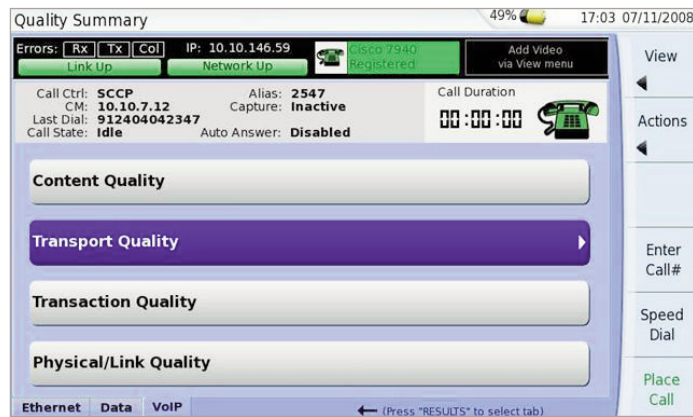 Quality Summary 49% 17:03 07/11/2008
Errors: Rx Tx Col IP: 10.10.146.59 Cisco 7940 Add Video
Link Up Network Up Registered via View menu
Call Ctrl: SCCP Alias: 2547 Call Duration
CM: 10.10.7.12 Capture: Inactive 00:00:00
Last Dial: 912404042347
Call State: Idle Auto Answer: Disabled
Content Quality
Transport Quality
Transaction Quality
Physical/Link Quality
Ethernet Data VoIP (Press "RESULTS" to select tab)
View
Actions
Enter
Call#
Speed
Dial
Place
Call